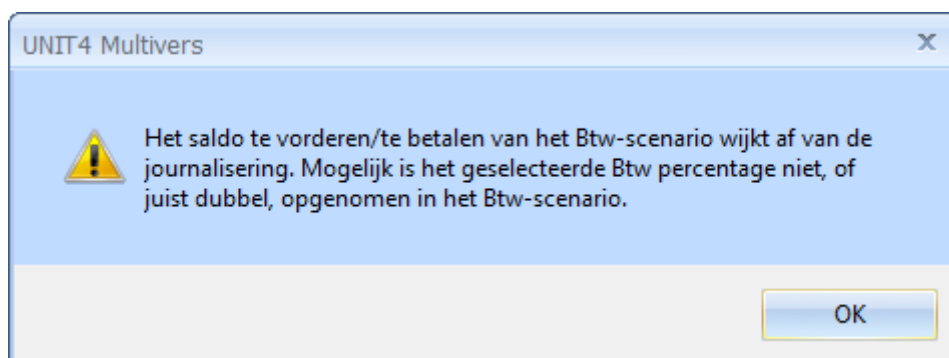 UNIT4 Multivers
Het saldo te vorderen/te betalen van het Btw-scenario wijkt af van de
journalisering. Mogelijk is het geselecteerde Btw percentage niet, of
juist dubbel, opgenomen in het Btw-scenario.
OK